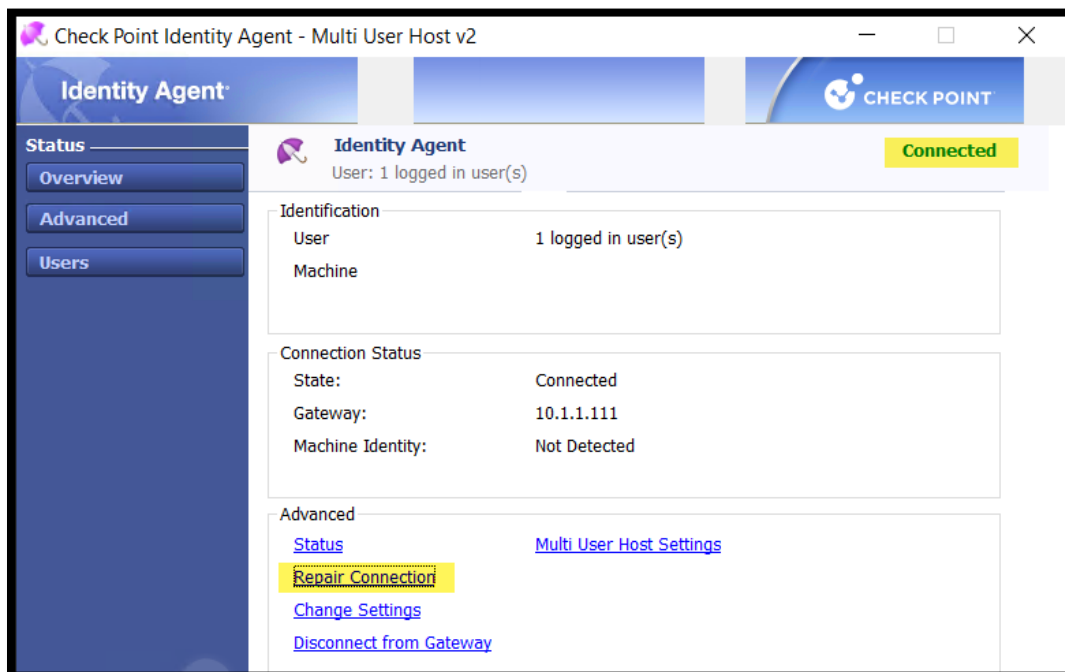 Check Point Identity Agent - Multi User Host v2
Identity Agent
CHECK POINT
Status
Overview
Advanced
Users
Identity Agent
Connected
User: 1 logged in user(s)
Identification
User 1 logged in user(s)
Machine
Connection Status
State: Connected
Gateway: 10.1.1.111
Machine Identity: Not Detected
Advanced
Status Multi User Host Settings
Repair Connection
Change Settings
Disconnect from Gateway